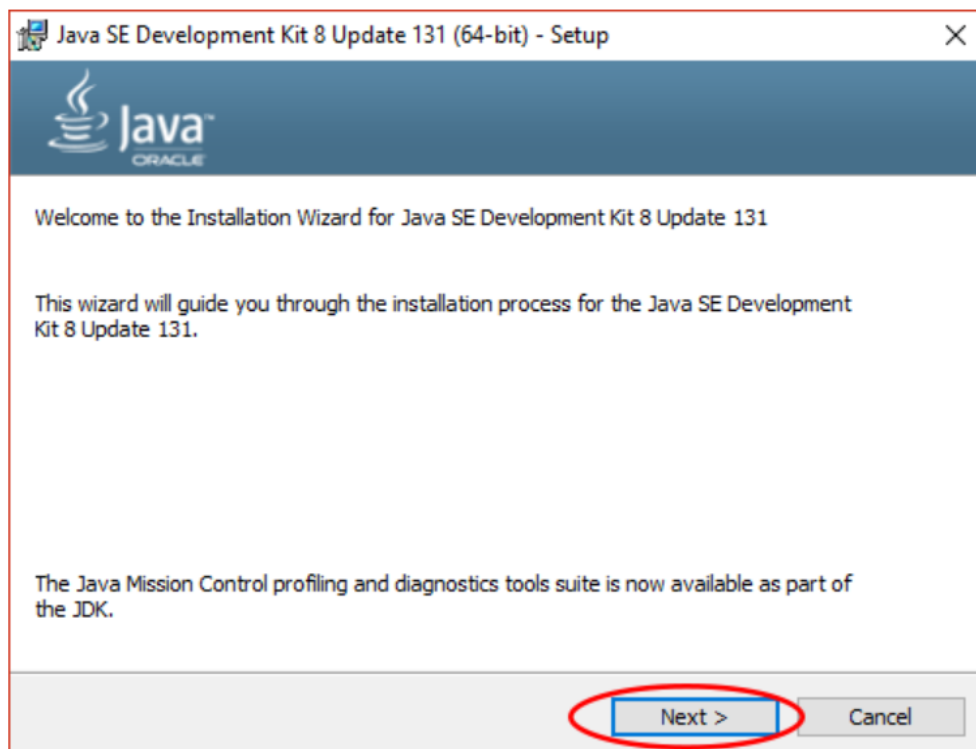 Java SE Development Kit 8 Update 131 (64-bit) - Setup
Java™
ORACLE
Welcome to the Installation Wizard for Java SE Development Kit 8 Update 131
This wizard will guide you through the installation process for the Java SE Development
Kit 8 Update 131.
The Java Mission Control profiling and diagnostics tools suite is now available as part of
the JDK.
Next >
Cancel